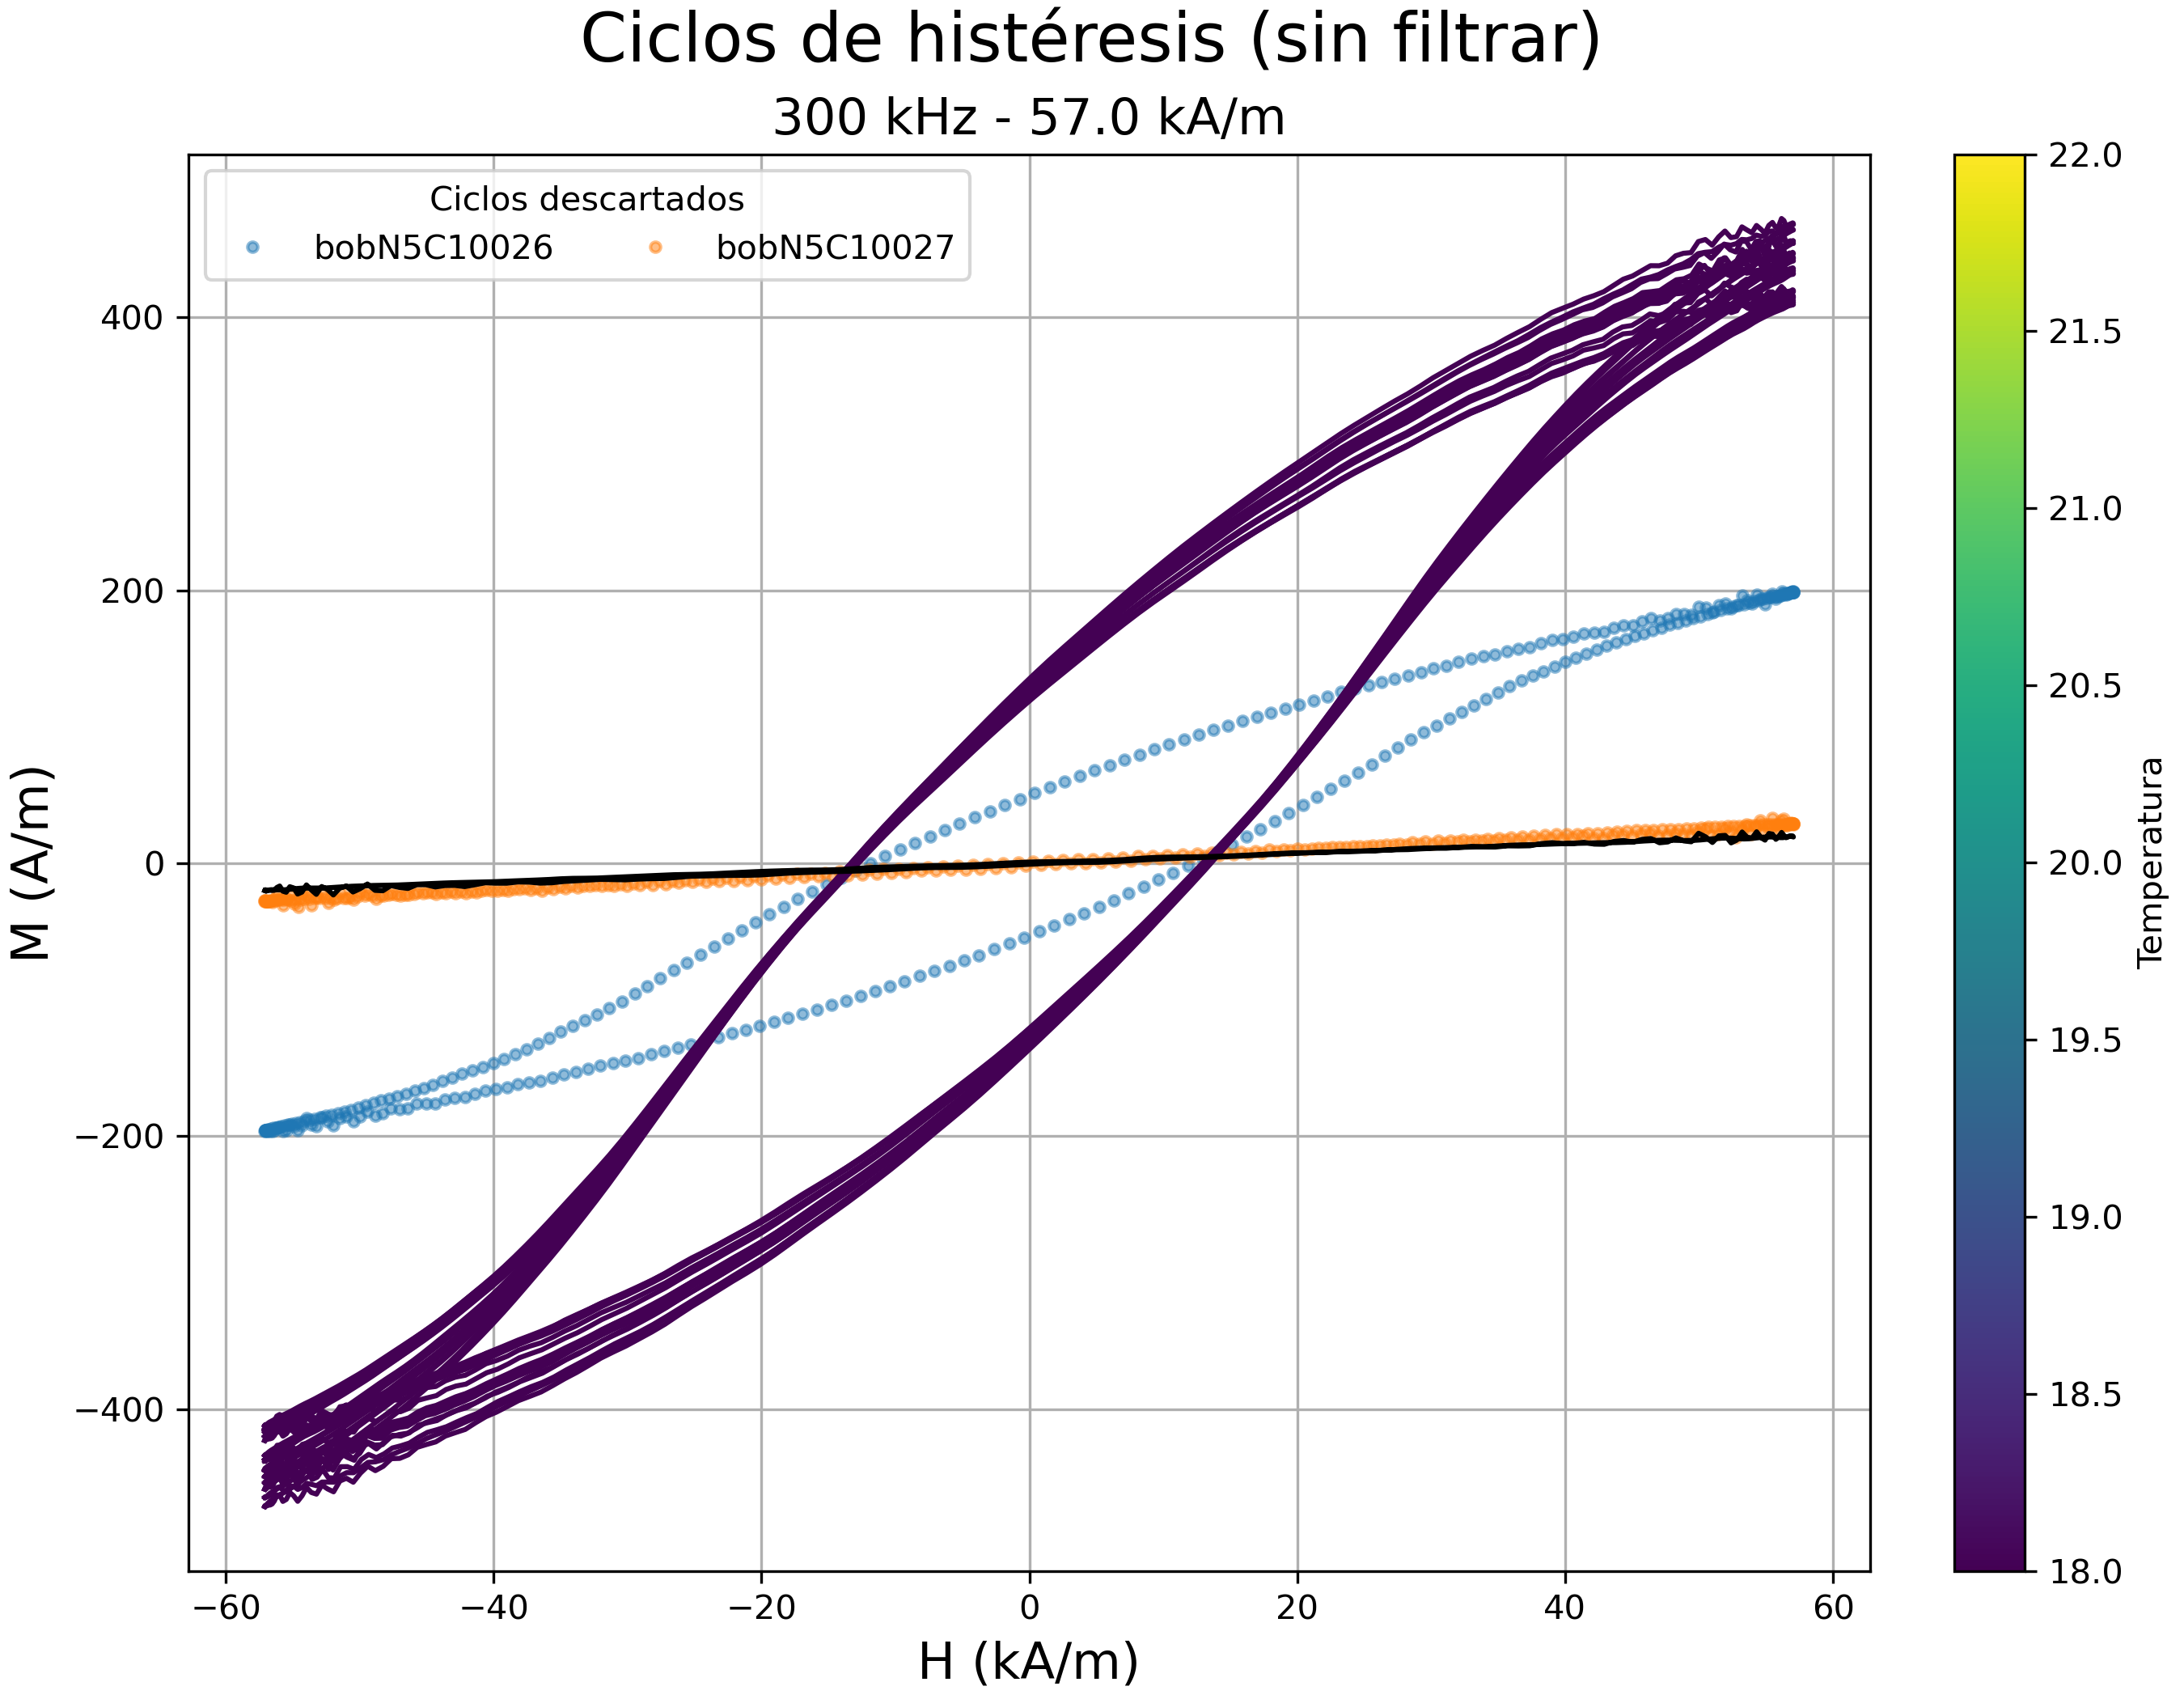 Ciclos de histéresis (sin filtrar)
300 kHz - 57.0 kA/m
Ciclos descartados
bobN5C10026 bobN5C10027
M (A/m)
400
200
0
−200
−400
−60 −40 −20 0 20 40 60
H (kA/m)
22.0
21.5
21.0
20.5
20.0
19.5
19.0
18.5
18.0
Temperatura